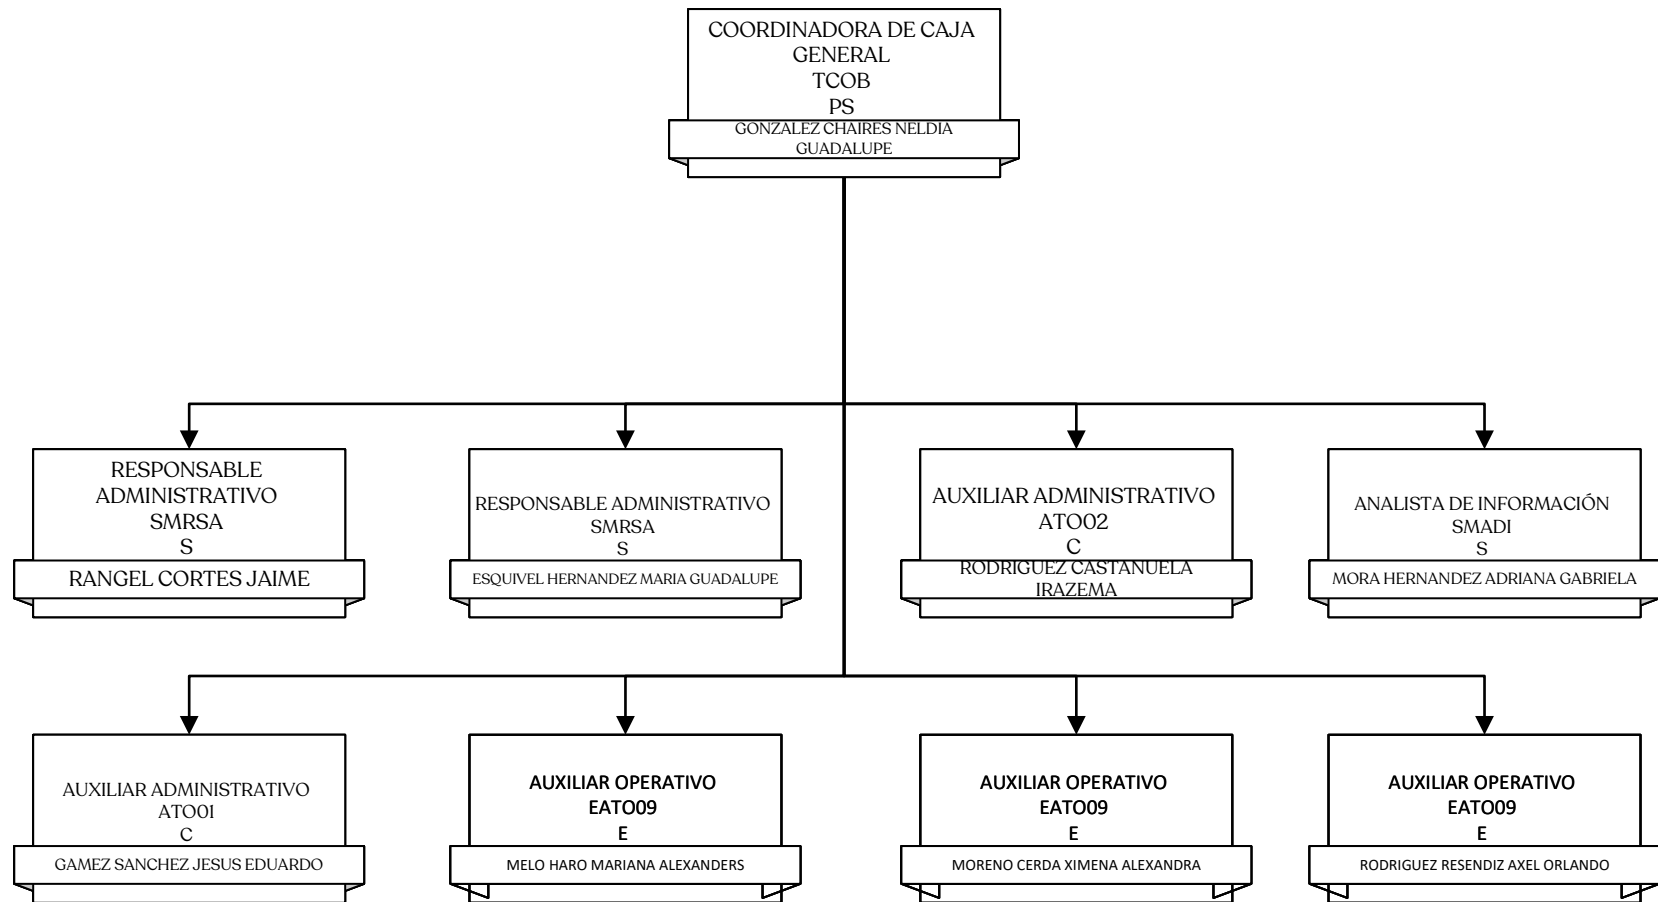 COORDINADORA DE CAJA
GENERAL
TCOB
PS
GONZALEZ CHAIRES NELDIA
GUADALUPE
RESPONSABLE
ADMINISTRATIVO
SMRSA
S
RANGEL CORTES JAIME
RESPONSABLE ADMINISTRATIVO
SMRSA
S
ESQUIVEL HERNANDEZ MARIA GUADALUPE
AUXILIAR ADMINISTRATIVO
ATO02
C
RODRIGUEZ CASTANUELA
IRAZEMA
ANALISTA DE INFORMACIÓN
SMADI
S
MORA HERNANDEZ ADRIANA GABRIELA
AUXILIAR ADMINISTRATIVO
ATO01
C
GAMEZ SANCHEZ JESUS EDUARDO
AUXILIAR OPERATIVO
EATO09
E
MELO HARO MARIANA ALEXANDERS
AUXILIAR OPERATIVO
EATO09
E
MORENO CERDA XIMENA ALEXANDRA
AUXILIAR OPERATIVO
EATO09
E
RODRIGUEZ RESENDIZ AXEL ORLANDO